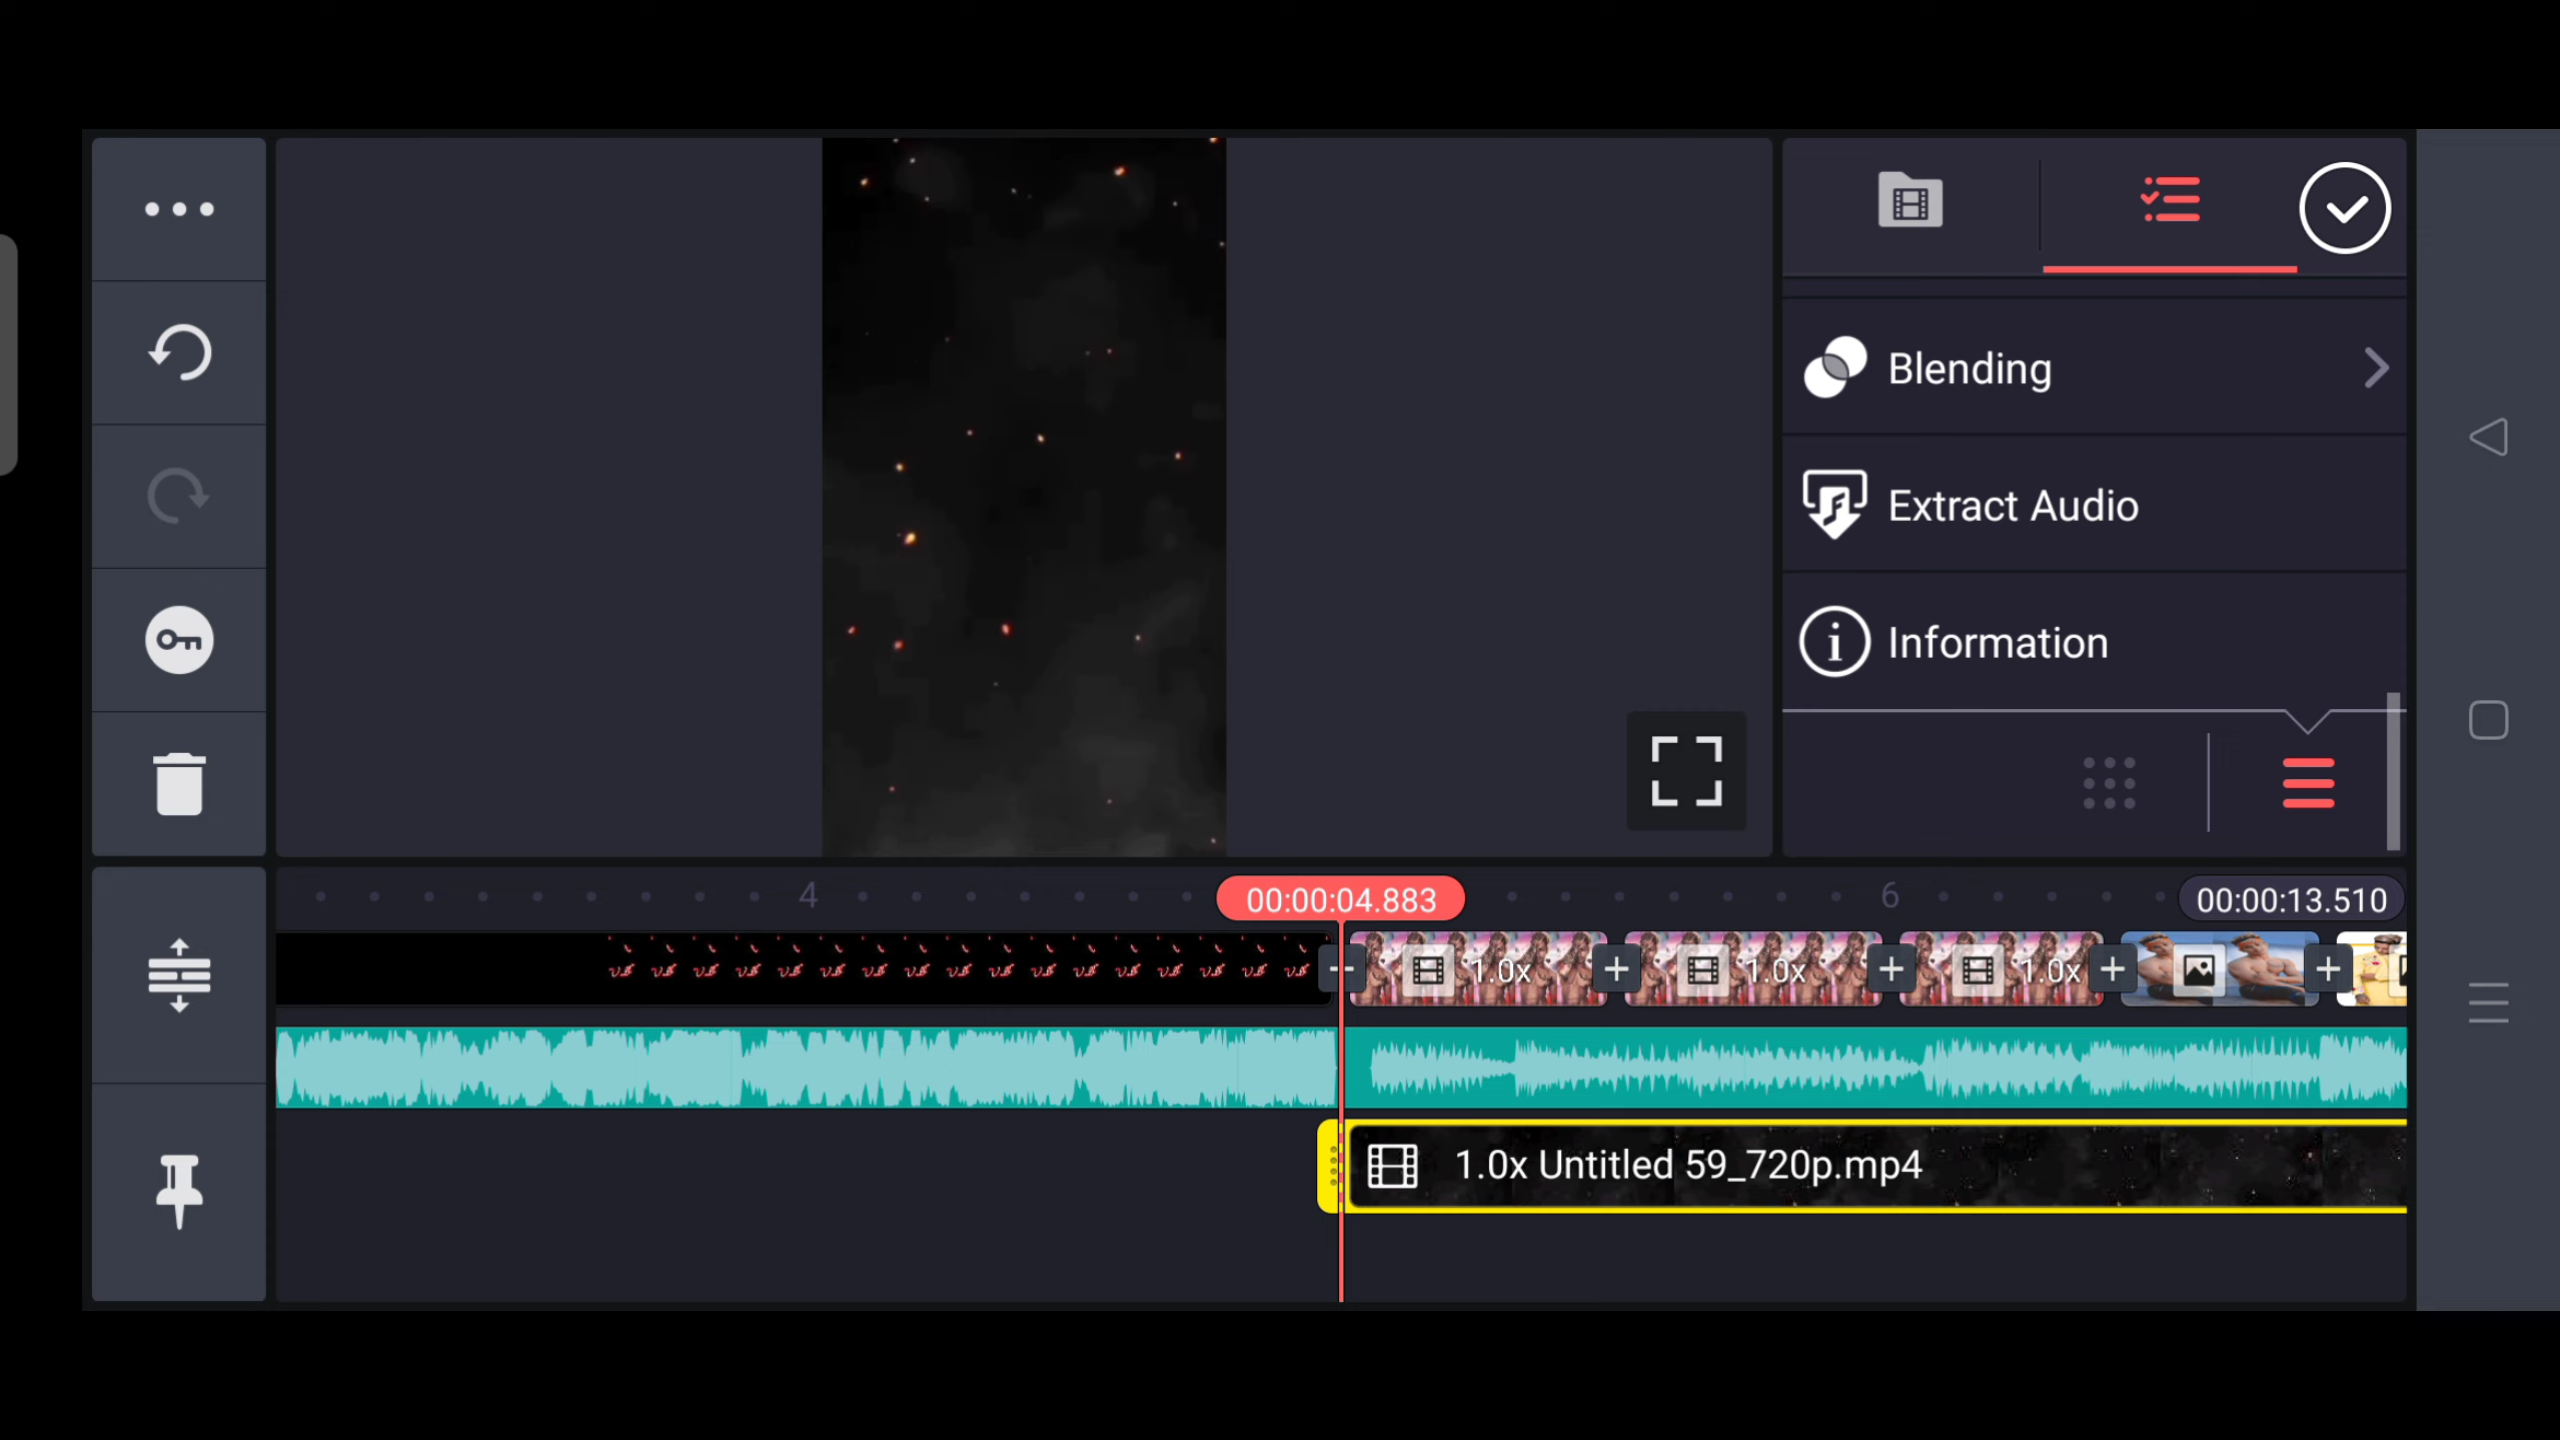 Blending
Extract Audio
Information
4
00:00:04.883
6
00:00:13.510
1.0x
1.0x
1.0x
1.0x Untitled 59_720p.mp4